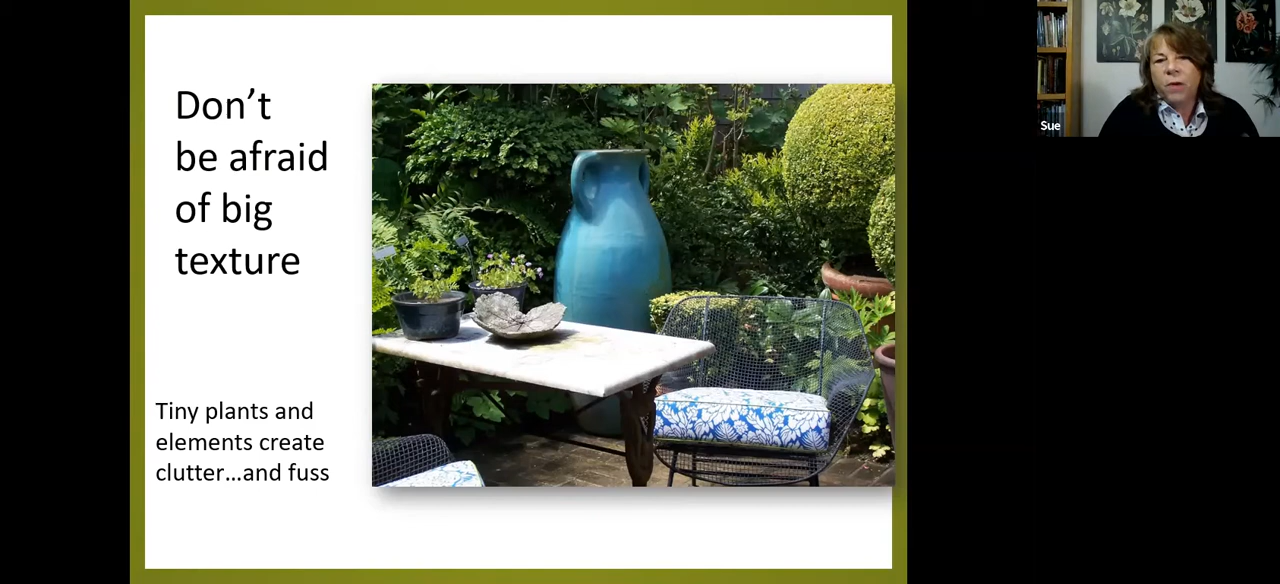 Don’t
be afraid
of big
texture
Tiny plants and
elements create
clutter...and fuss
Sue